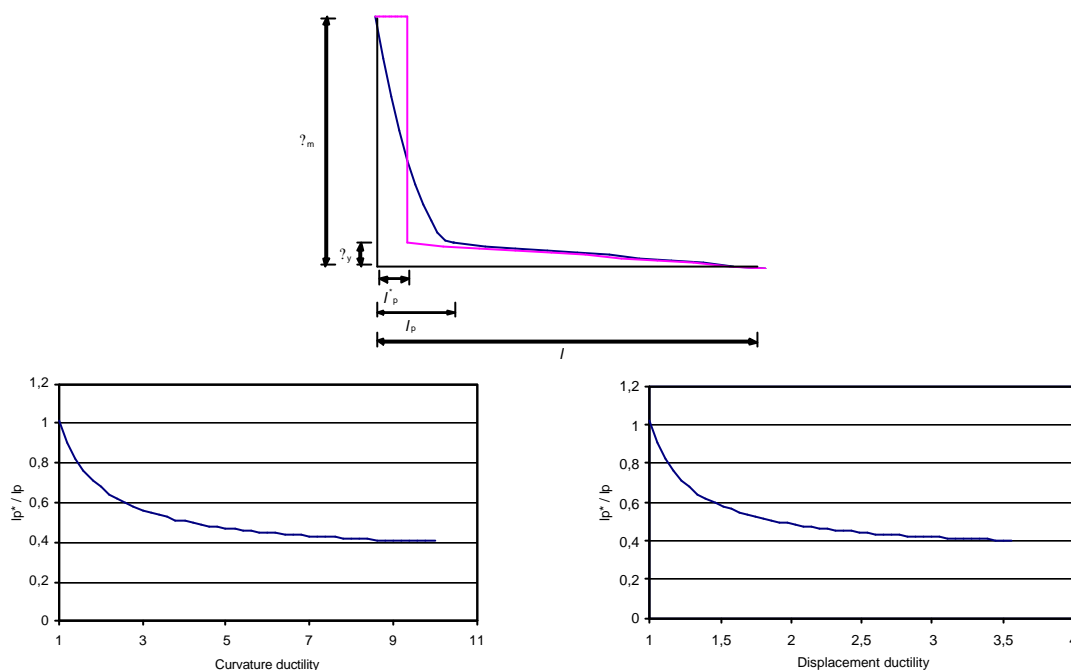 ?m
?y
l*p
lp
l
1,2
1
0,8
0,6
0,4
0,2
0
lp* / lp
1 3 5 7 9 11
Curvature ductility
1,2
1
0,8
0,6
0,4
0,2
0
lp* / lp
1 1,5 2 2,5 3 3,5 4
Displacement ductility